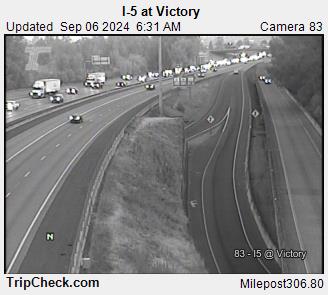 I-5 at Victory
Updated Sep 06 2024 6:31 AM Camera 83
N
83 - I5 @ Victory
TripCheck.com Milepost306.80